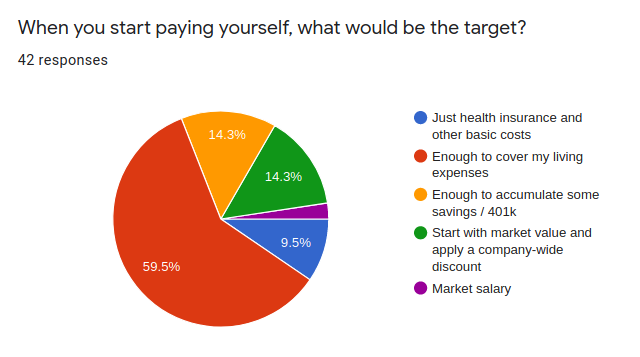 When you start paying yourself, what would be the target?
42 responses
14.3%
14.3%
9.5%
59.5%
Just health insurance and
other basic costs
Enough to cover my living
expenses
Enough to accumulate some
savings / 401k
Start with market value and
apply a company-wide
discount
Market salary